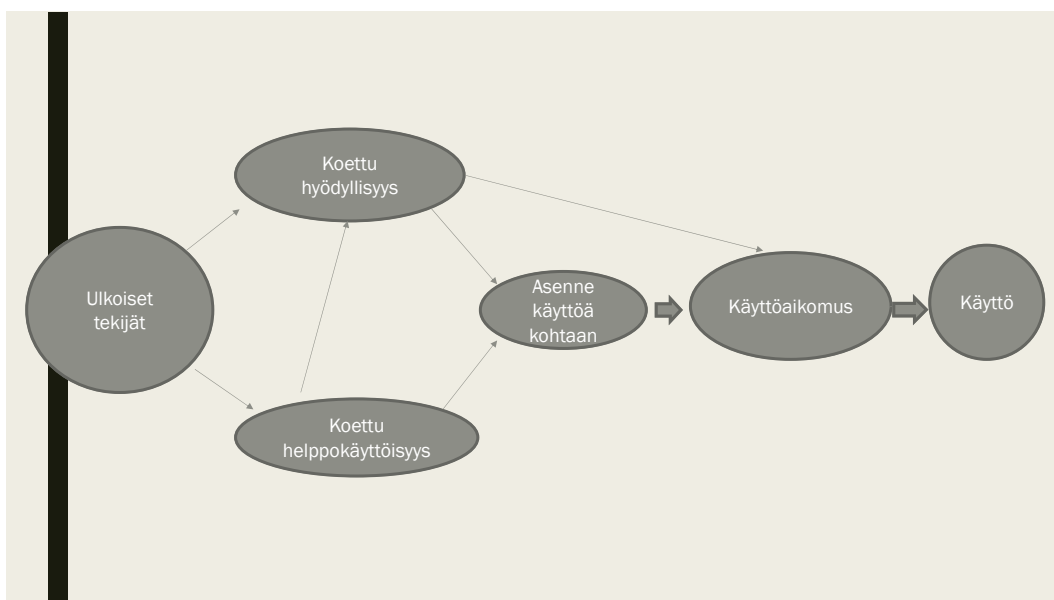 Koettu
hyödyllisyys
Ulkoiset
tekijät
Asenne
käyttöä
kohtaan
Käyttöaikomus
Käyttö
Koettu
helppokäyttöisyys